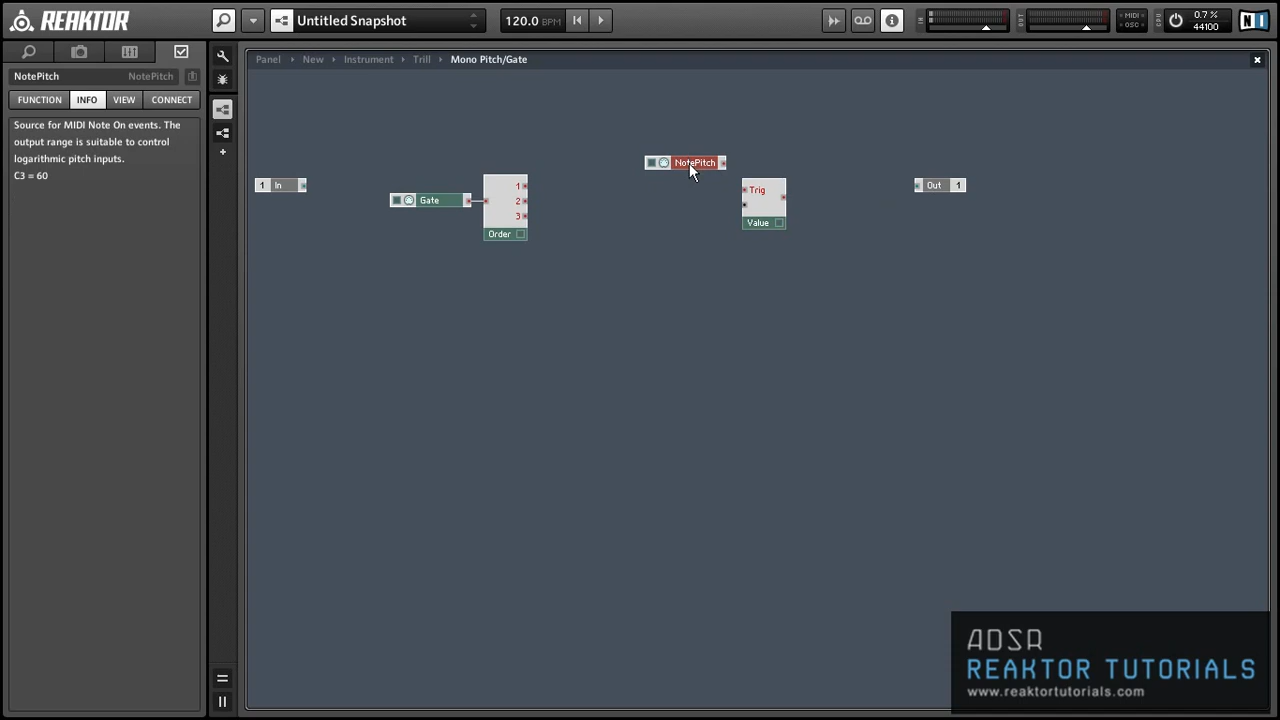 REAKTOR
Untitled Snapshot
120.0 BPM
MIDI
OSC
CPU
0.7 %
44100
IN
OUT
NI
NotePitch NotePitch
FUNCTION INFO VIEW CONNECT
Source for MIDI Note On events. The
output range is suitable to control
logarithmic pitch inputs.
C3 = 60
Panel New Instrument Trill Mono Pitch/Gate
1 In
Gate
1
2
3
Order
NotePitch
Trig
Value
Out 1
ADSR
REAKTOR TUTORIALS
www.reaktortutorials.com